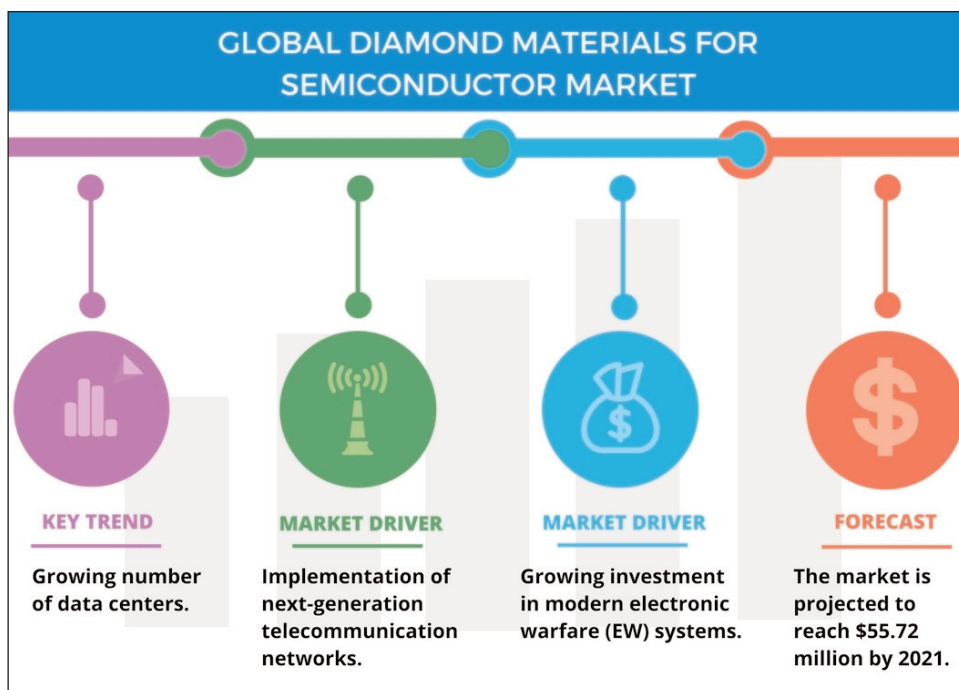 GLOBAL DIAMOND MATERIALS FOR
SEMICONDUCTOR MARKET
KEY TREND
Growing number
of data centers.
MARKET DRIVER
Implementation of
next-generation
telecommunication
networks.
MARKET DRIVER
$
Growing investment
in modern electronic
warfare (EW) systems.
$
FORECAST
The market is
projected to
reach $55.72
million by 2021.